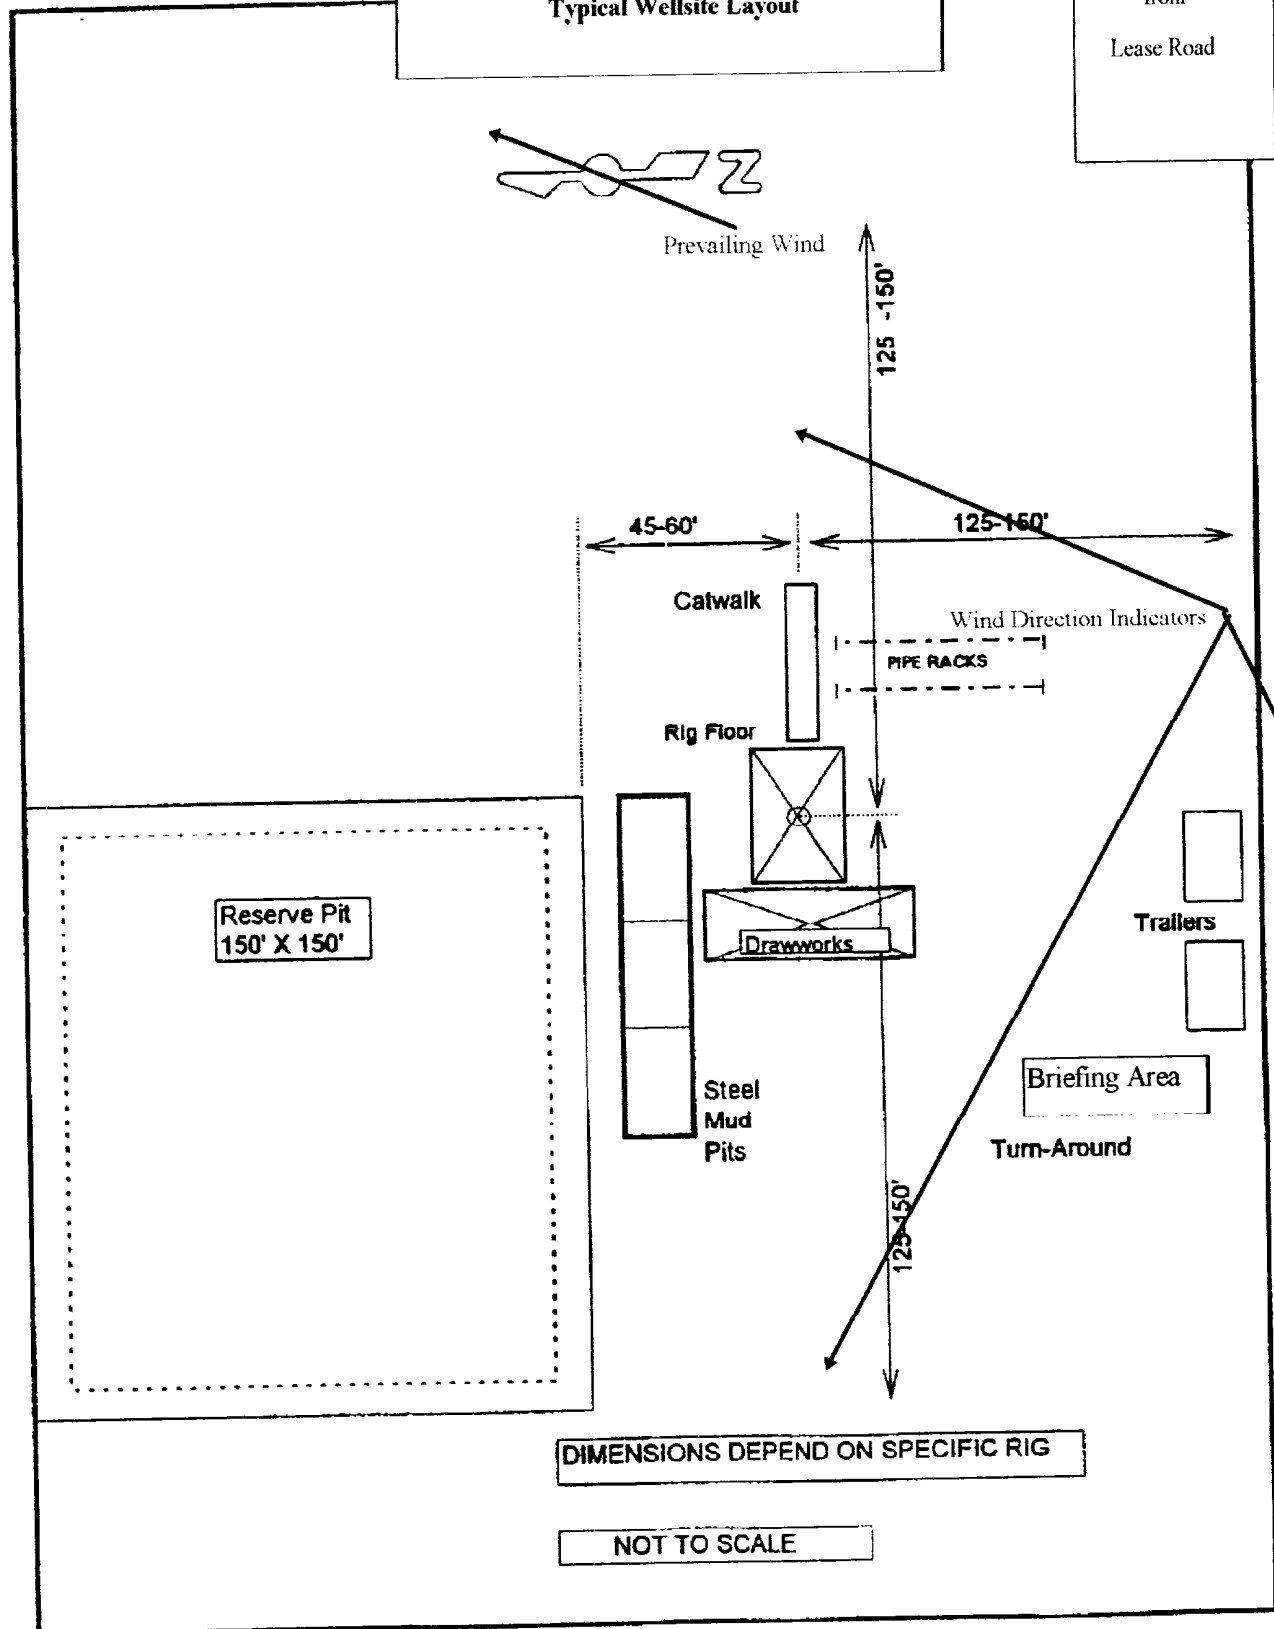 Typical Wellsite Layout
from
Lease Road
Z
Prevailing Wind
125 -150'
45-60'
125-150'
Catwalk
Wind Direction Indicators
PIPE RACKS
Rig Floor
Reserve Pit
150' X 150'
Drawworks
Trailers
Briefing Area
Steel
Mud
Pits
Turn-Around
125-150'
DIMENSIONS DEPEND ON SPECIFIC RIG
NOT TO SCALE